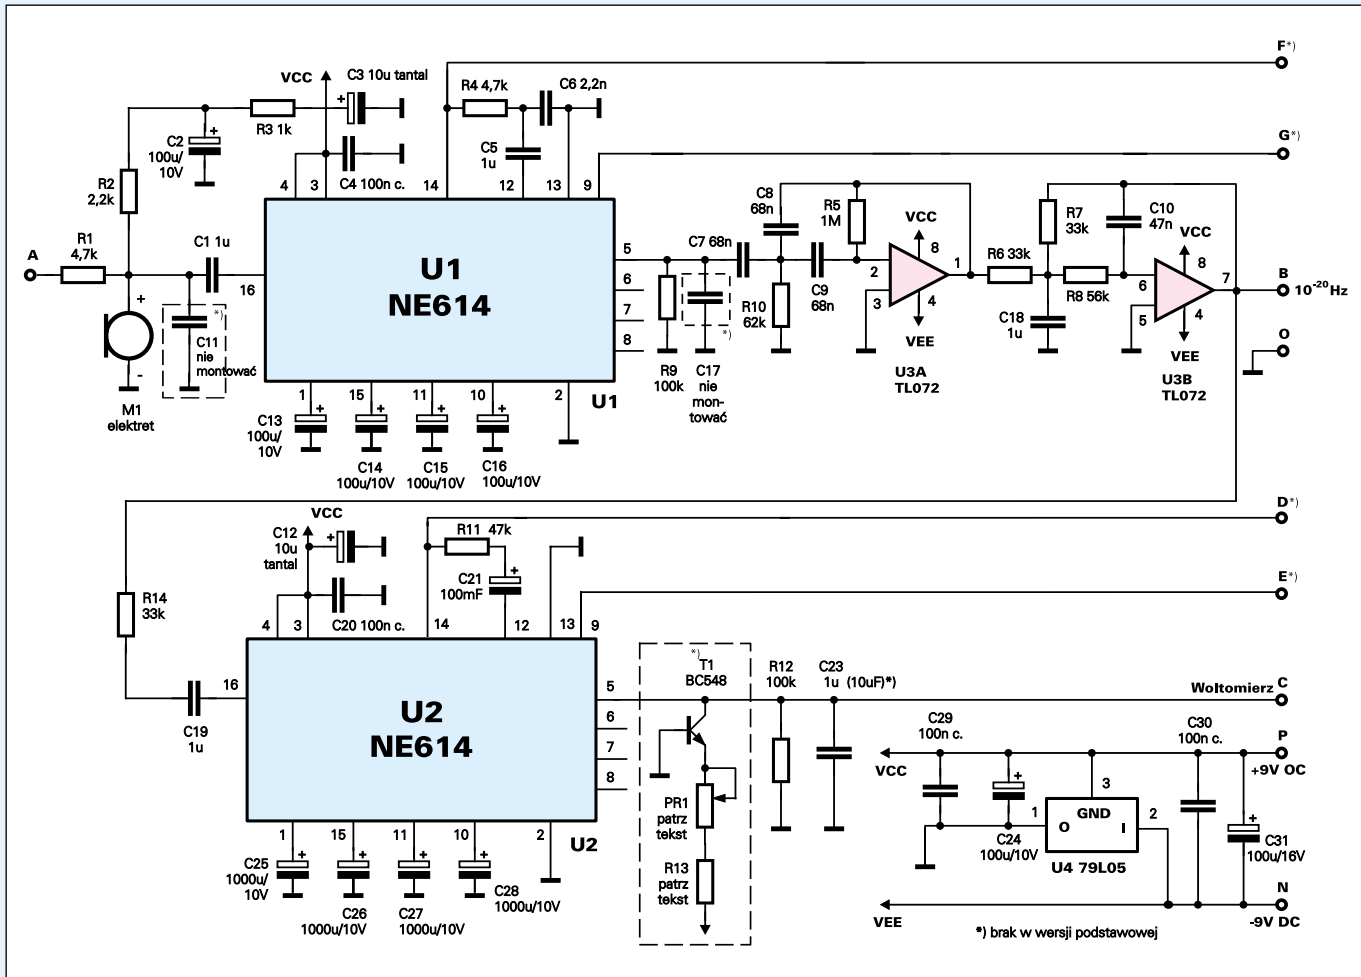 F*)
VCC
C3 10u tantal
+
R4 4,7k
C6 2,2n
R3 1k
C2
100u/
10V
+
C5
1u
G*)
R2
2,2k
C4 100n c.
4
3
14
12
13
9
C8
68n
R5
1M
VCC
8
R7
33k
C10
47n
VCC
8
A
R1
4,7k
C1 1u
16
U1
NE614
5
6
7
8
C7 68n
2
3
1
4
R6 33k
R8 56k
6
5
7
4
B
10-20Hz
+
-
*)
C11
nie
montować
*)
R10
62k
C9
68n
VEE
C18
1u
VEE
O
M1
elektret
R9
100k
C17
nie
mon-
tować
U3A
TL072
U3B
TL072
1
15
11
10
2
U1
C13
100u/
10V
+
+
+
+
C14
100u/10V
C15
100u/10V
C16
100u/10V
D*)
VCC
C12
10u
tantal
+
R11 47k
C21
100mF
+
E*)
R14
33k
C20 100n c.
4
3
14
12
13
9
*)
T1
BC548
R12
100k
C23
1u (10uF)*)
16
U2
NE614
5
6
7
8
Woltomierz
C
C19
1u
C29
100n c.
C30
100n c.
P
+9V OC
VCC
PR1
patrz
tekst
+
3
GND
1
O
I
2
+
C24
100u/10V
U4 79L05
C31
100u/16V
1
15
11
10
2
U2
C25
1000u/
10V
+
+
+
+
C26
1000u/10V
C27
1000u/10V
C28
1000u/10V
R13
patrz
tekst
VEE
N
-9V DC
*) brak w wersji podstawowej